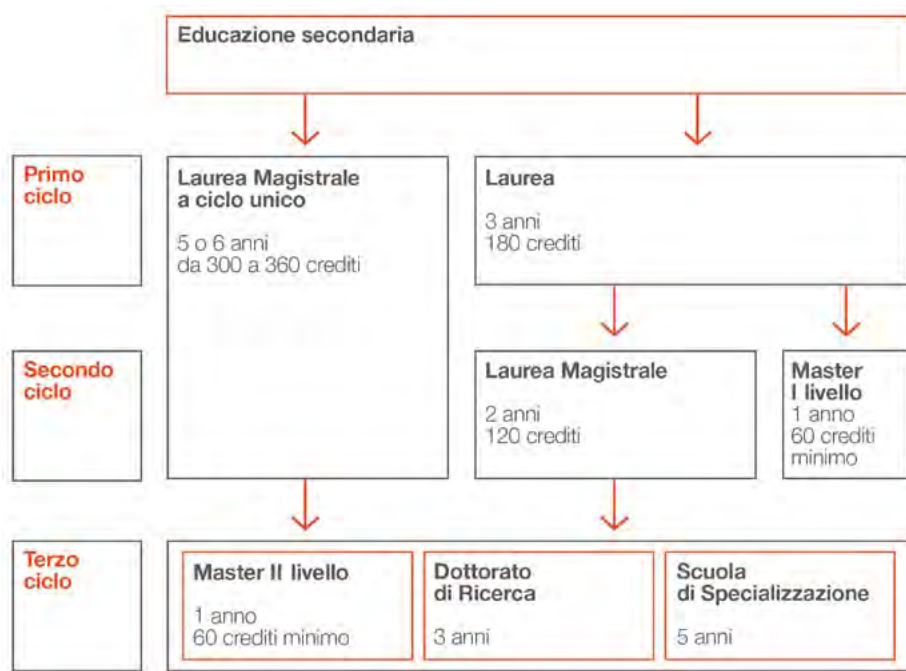 Educazione secondaria
Primo
ciclo
Laurea Magistrale
a ciclo unico
5 o 6 anni
da 300 a 360 crediti
Laurea
3 anni
180 crediti
Secondo
ciclo
Laurea Magistrale
2 anni
120 crediti
Master
I livello
1 anno
60 crediti
minimo
Terzo
ciclo
Master II livello
1 anno
60 crediti minimo
Dottorato
di Ricerca
3 anni
Scuola
di Specializzazione
5 anni